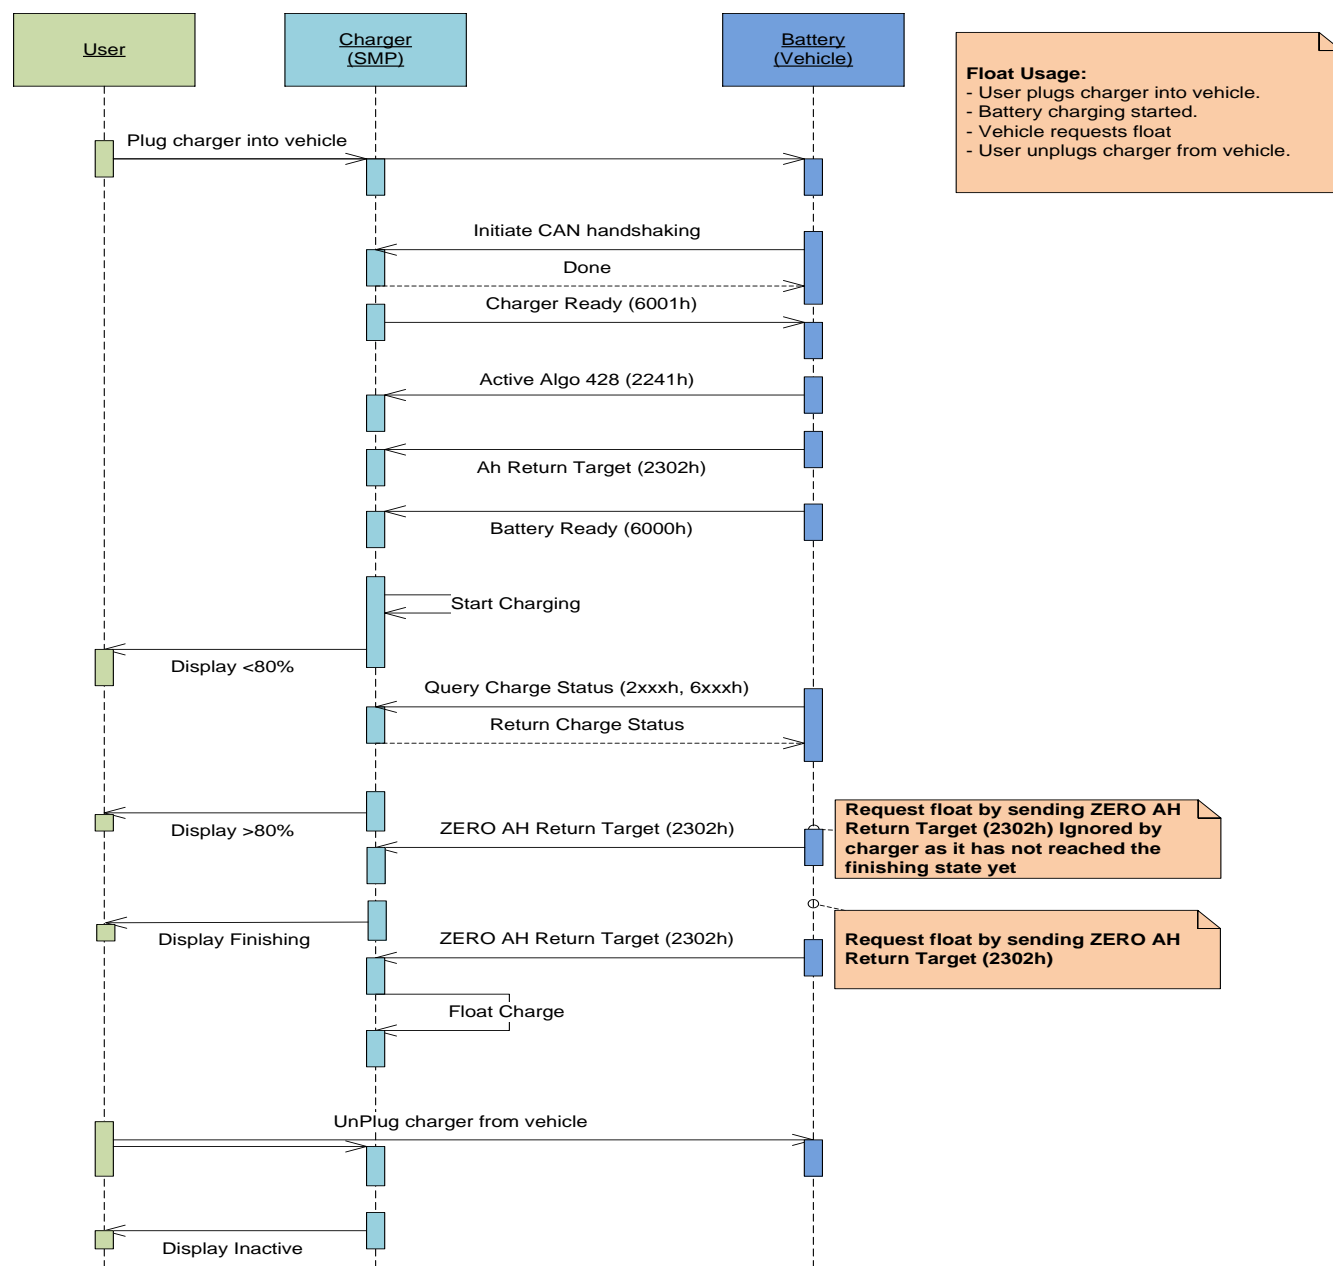 User
Charger
(SMP)
Battery
(Vehicle)
Float Usage:
- User plugs charger into vehicle.
- Battery charging started.
- Vehicle requests float
- User unplugs charger from vehicle.
Plug charger into vehicle
Initiate CAN handshaking
Done
Charger Ready (6001h)
Active Algo 428 (2241h)
Ah Return Target (2302h)
Battery Ready (6000h)
Start Charging
Display <80%
Query Charge Status (2xxxh, 6xxxh)
Return Charge Status
Display >80%
ZERO AH Return Target (2302h)
Request float by sending ZERO AH
Return Target (2302h) Ignored by
charger as it has not reached the
finishing state yet
Display Finishing
ZERO AH Return Target (2302h)
Request float by sending ZERO AH
Return Target (2302h)
Float Charge
UnPlug charger from vehicle
Display Inactive